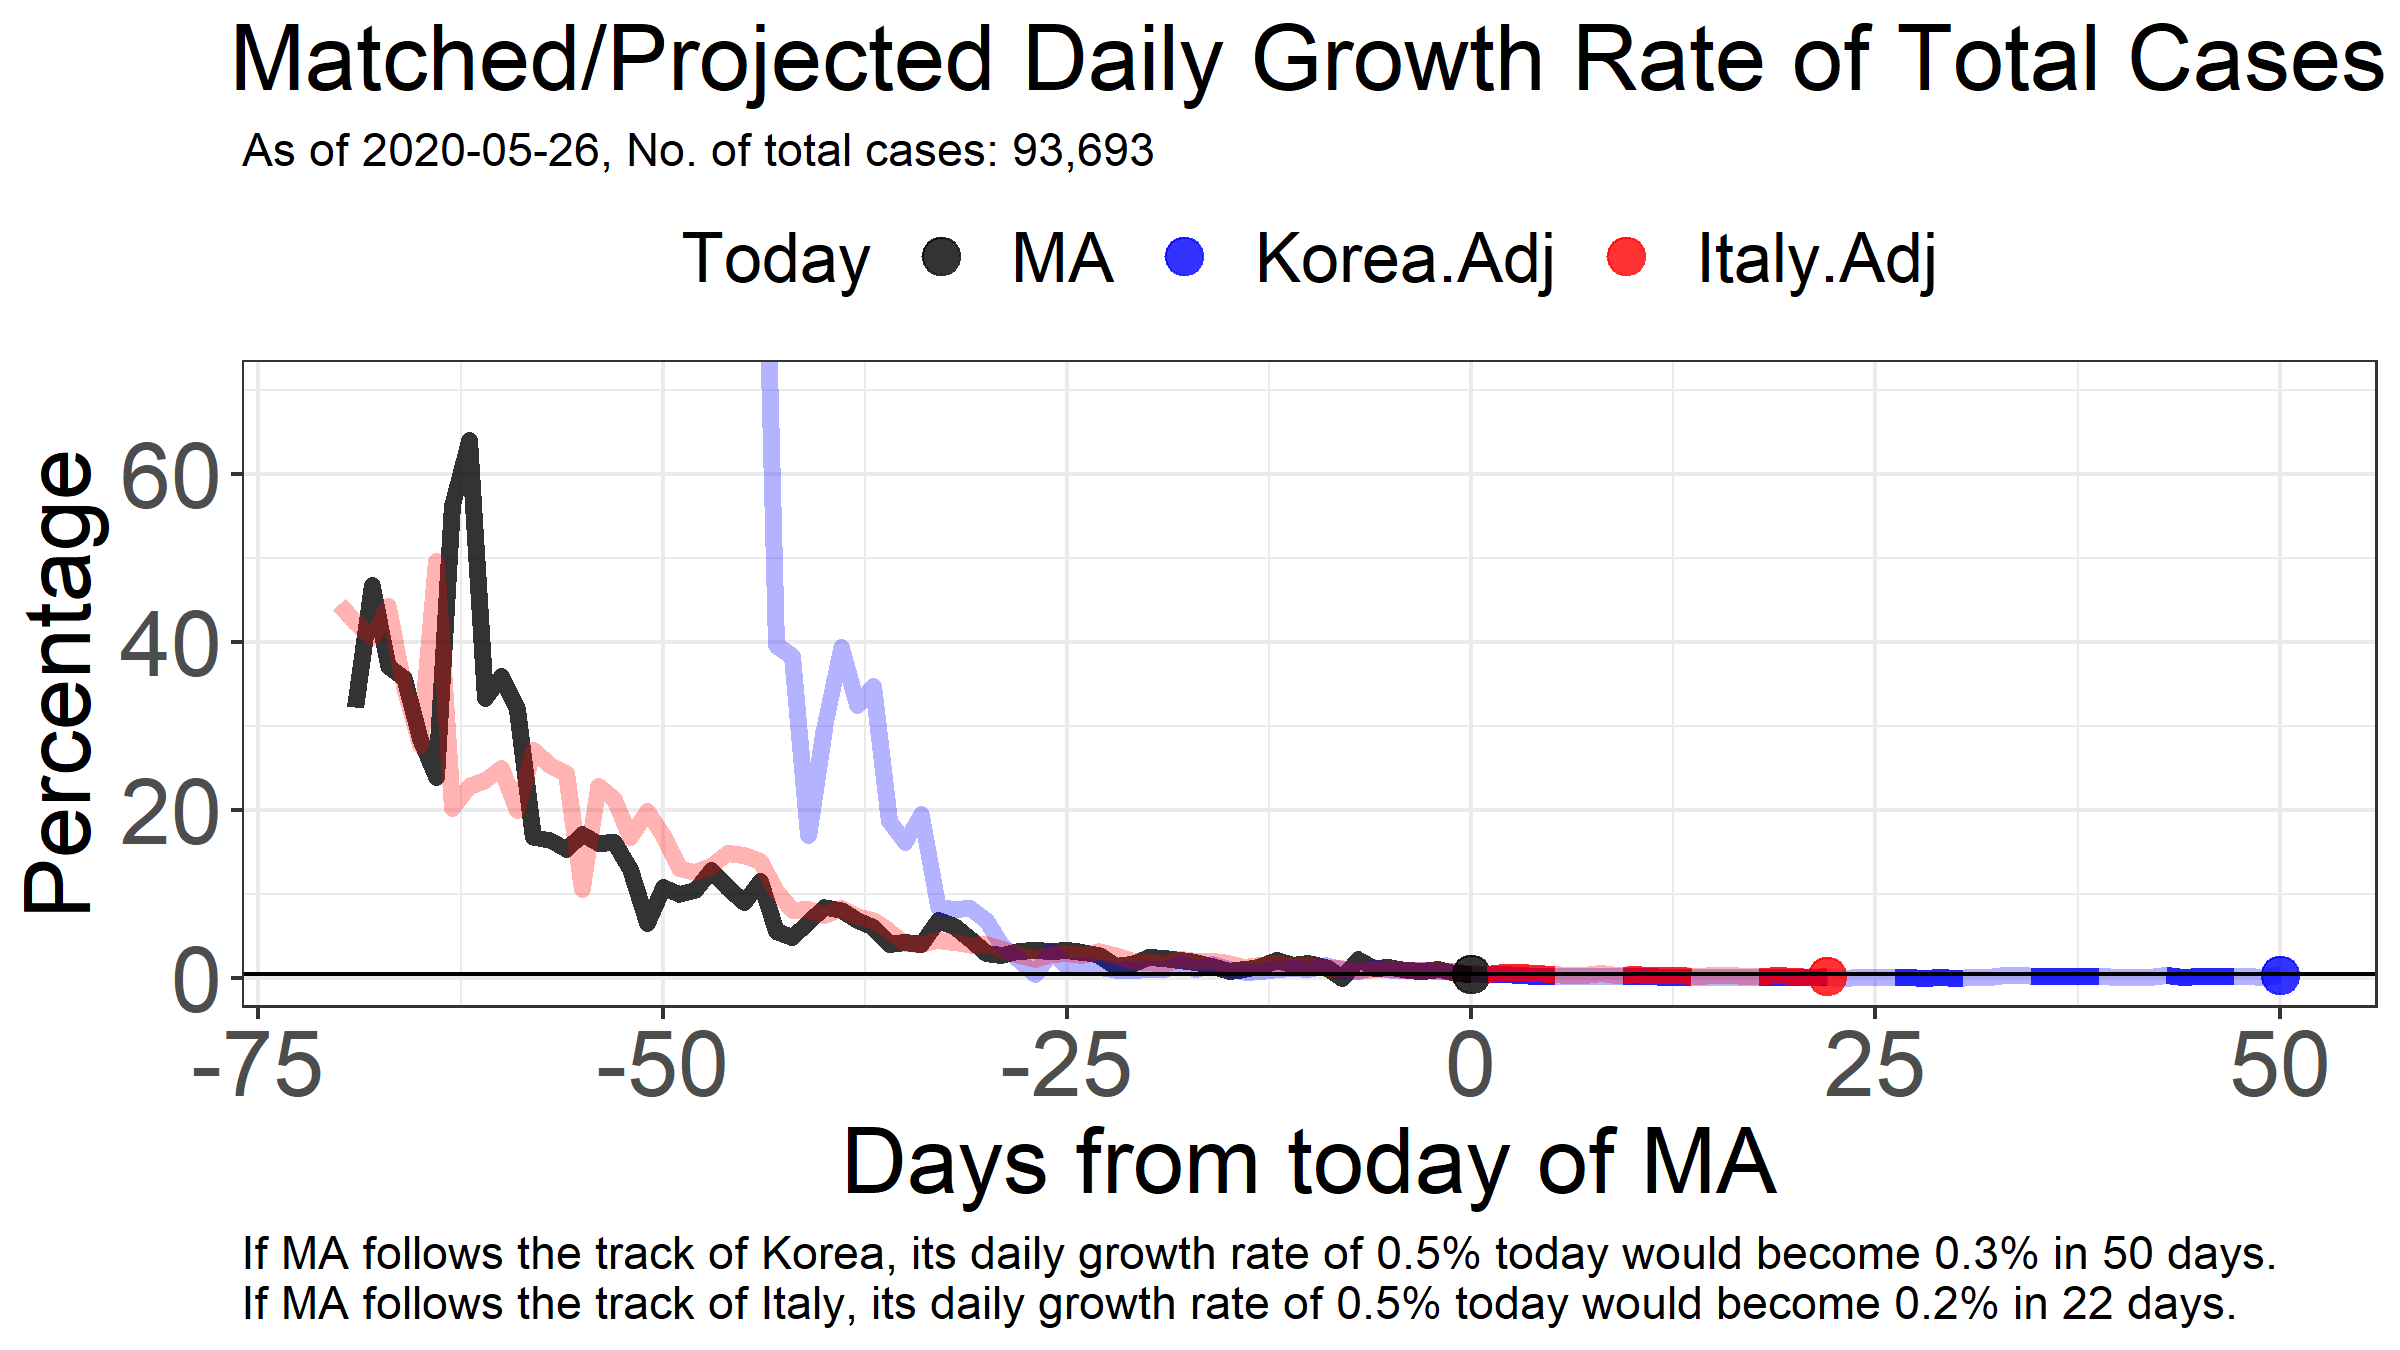 Matched/Projected Daily Growth Rate of Total Cases
As of 2020-05-26, No. of total cases: 93,693
Today MA Korea.Adj Italy.Adj
Percentage
60
40
20
0
-75 -50 -25 0 25 50
Days from today of MA
If MA follows the track of Korea, its daily growth rate of 0.5% today would become 0.3% in 50 days.
If MA follows the track of Italy, its daily growth rate of 0.5% today would become 0.2% in 22 days.